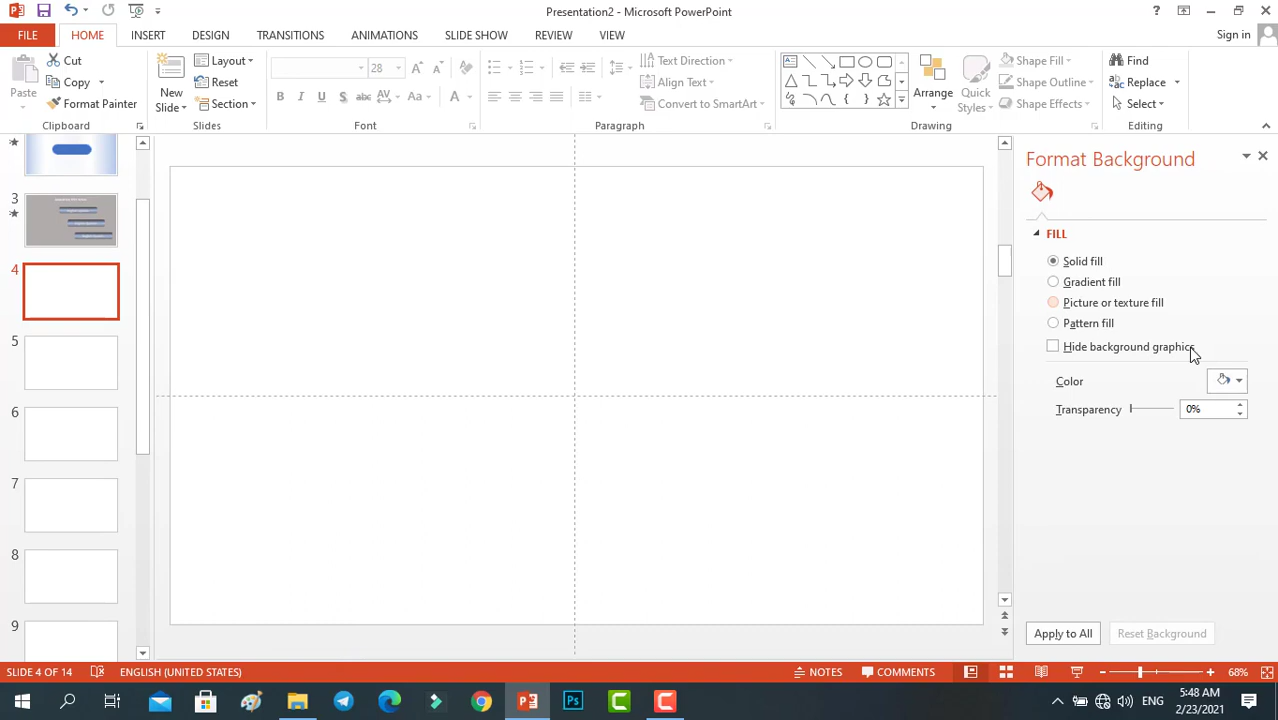 Presentation2 - Microsoft PowerPoint
?
FILE
HOME
INSERT
DESIGN
TRANSITIONS
ANIMATIONS
SLIDE SHOW
REVIEW
VIEW
Sign in
Paste
Cut
Copy
Format Painter
Clipboard
New
Slide
Layout
Reset
Section
Slides
28
B I U S abc AV Aa A
Font
Text Direction
Align Text
Convert to SmartArt
Paragraph
Arrange
Quick
Styles
Shape Fill
Shape Outline
Shape Effects
Drawing
Find
Replace
Select
Editing
3
4
5
6
7
8
9
Format Background
FILL
Solid fill
Gradient fill
Picture or texture fill
Pattern fill
Hide background graphics
Color
Transparency
0%
Apply to All
Reset Background
SLIDE 4 OF 14
ENGLISH (UNITED STATES)
NOTES
COMMENTS
68%
ENG
5:48 AM
2/23/2021